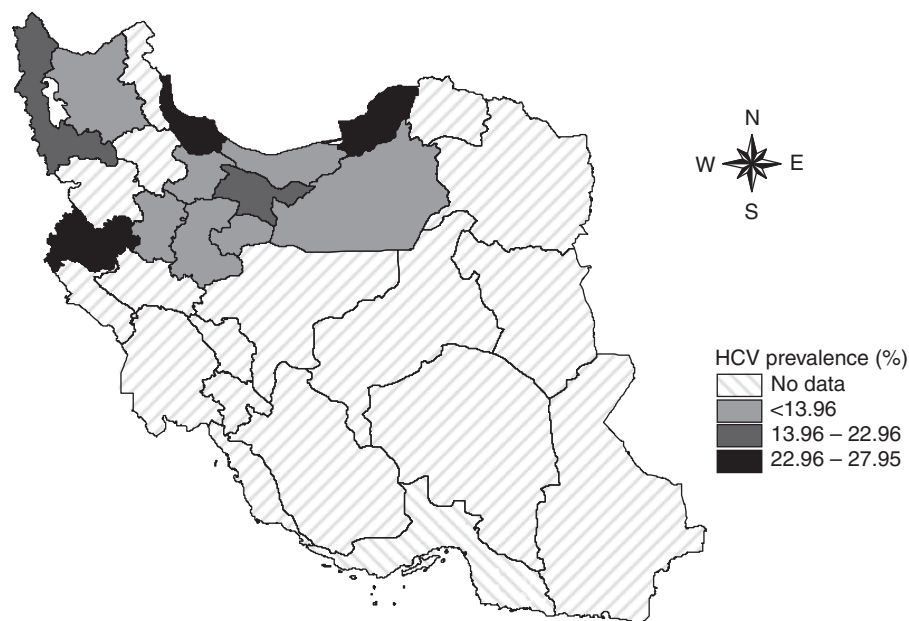 N
W E
S
HCV prevalence (%)
No data
<13.96
13.96 – 22.96
22.96 – 27.95